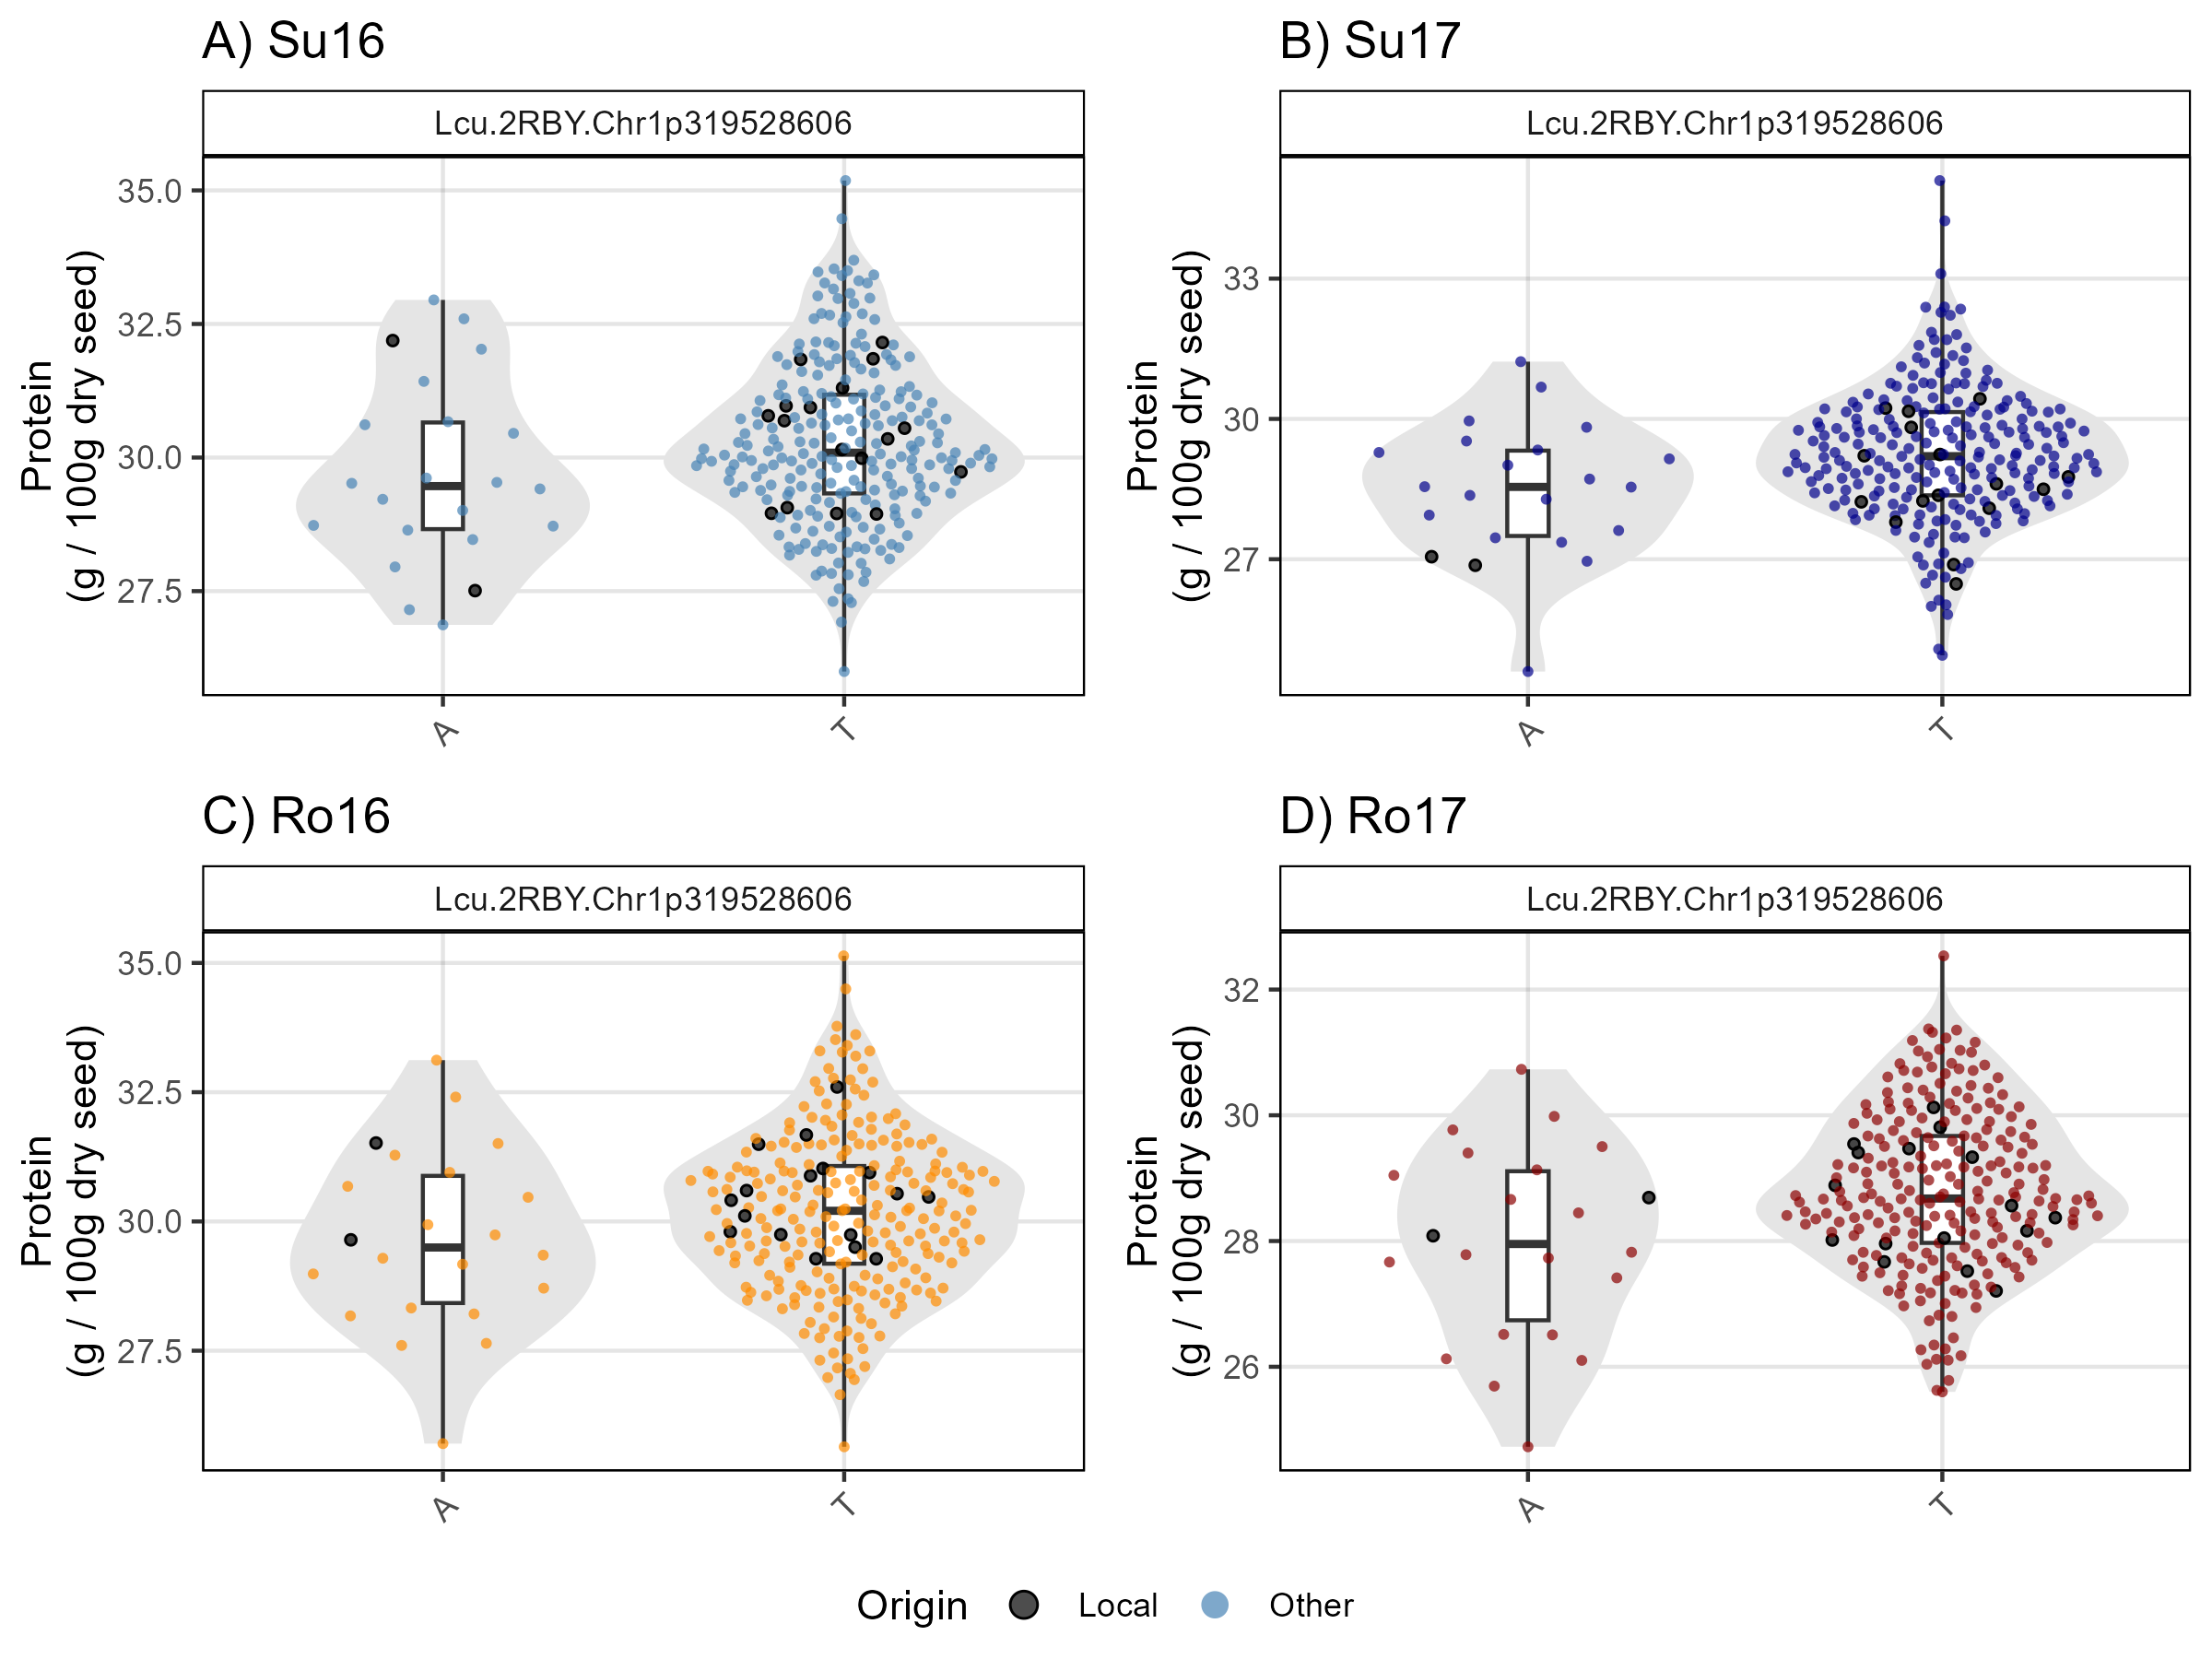 A) Su16
Lcu.2RBY.Chr1p319528606
Protein
(g / 100g dry seed)
35.0
32.5
30.0
27.5
A
T
B) Su17
Lcu.2RBY.Chr1p319528606
Protein
(g / 100g dry seed)
33
30
27
A
T
C) Ro16
Lcu.2RBY.Chr1p319528606
Protein
(g / 100g dry seed)
35.0
32.5
30.0
27.5
A
T
D) Ro17
Lcu.2RBY.Chr1p319528606
Protein
(g / 100g dry seed)
32
30
28
26
A
T
Origin Local Other